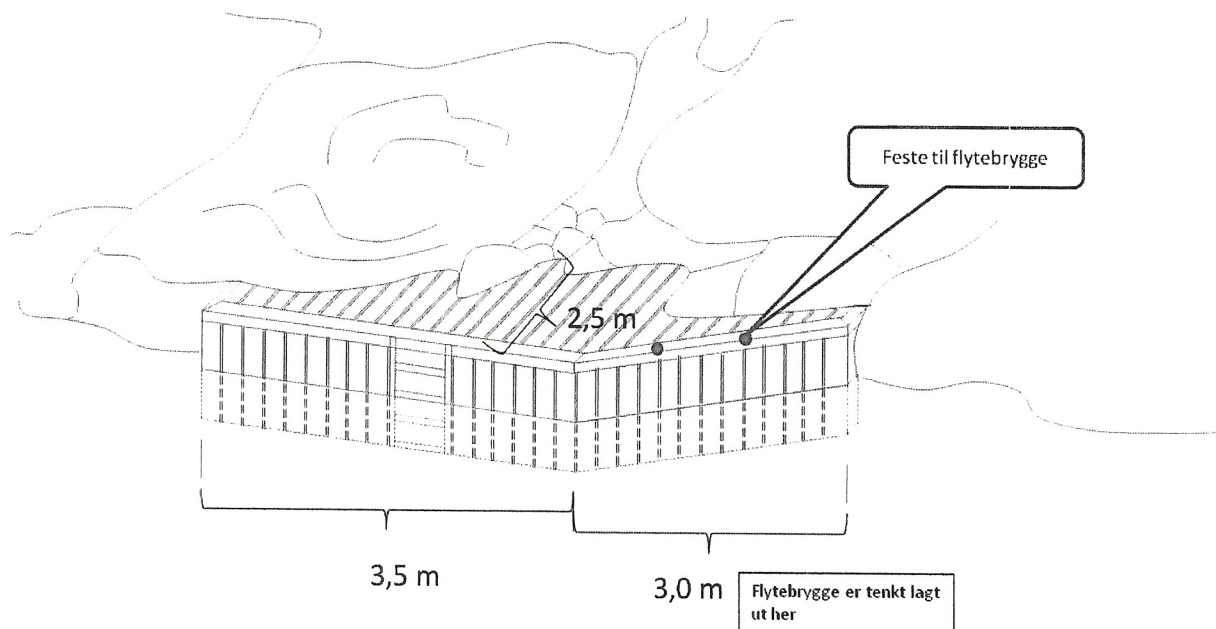 Feste til flytebrygge
2,5 m
3,5 m
3,0 m
Flytebrygge er tenkt lagt
ut her